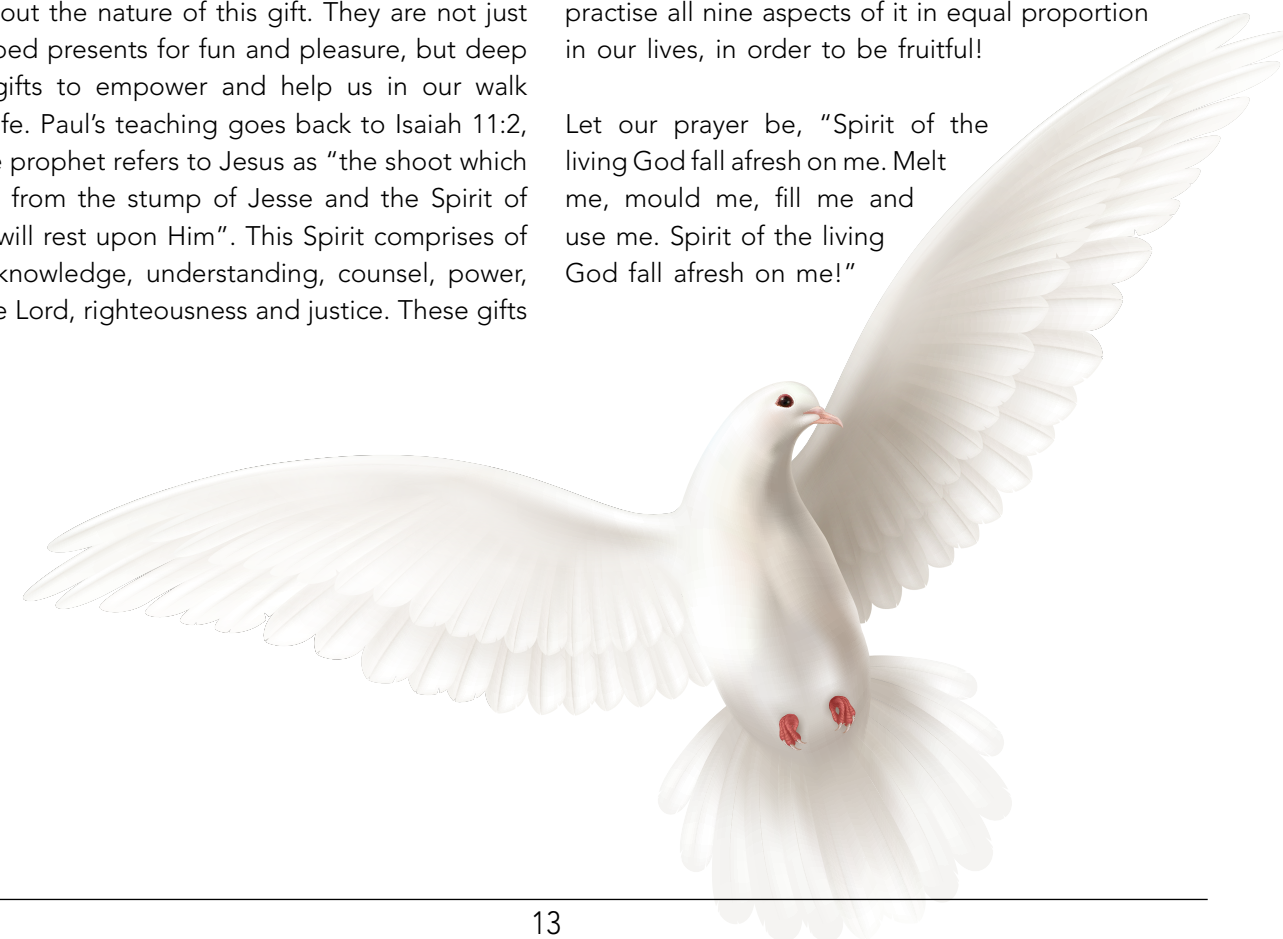 out the nature of this gift. They are not just
presents for fun and pleasure, but deep
gifts to empower and help us in our walk
Paul's teaching goes back to Isaiah 11:2,
prophet refers to Jesus as “the shoot which
from the stump of Jesse and the Spirit of
will rest upon Him”. This Spirit comprises of
knowledge, understanding, counsel, power,
Lord, righteousness and justice. These gifts
practise all nine aspects of it in equal proportion
in our lives, in order to be fruitful!
Let our prayer be, “Spirit of the
living God fall afresh on me. Melt
me, mould me, fill me and
use me. Spirit of the living
God fall afresh on me!”
13